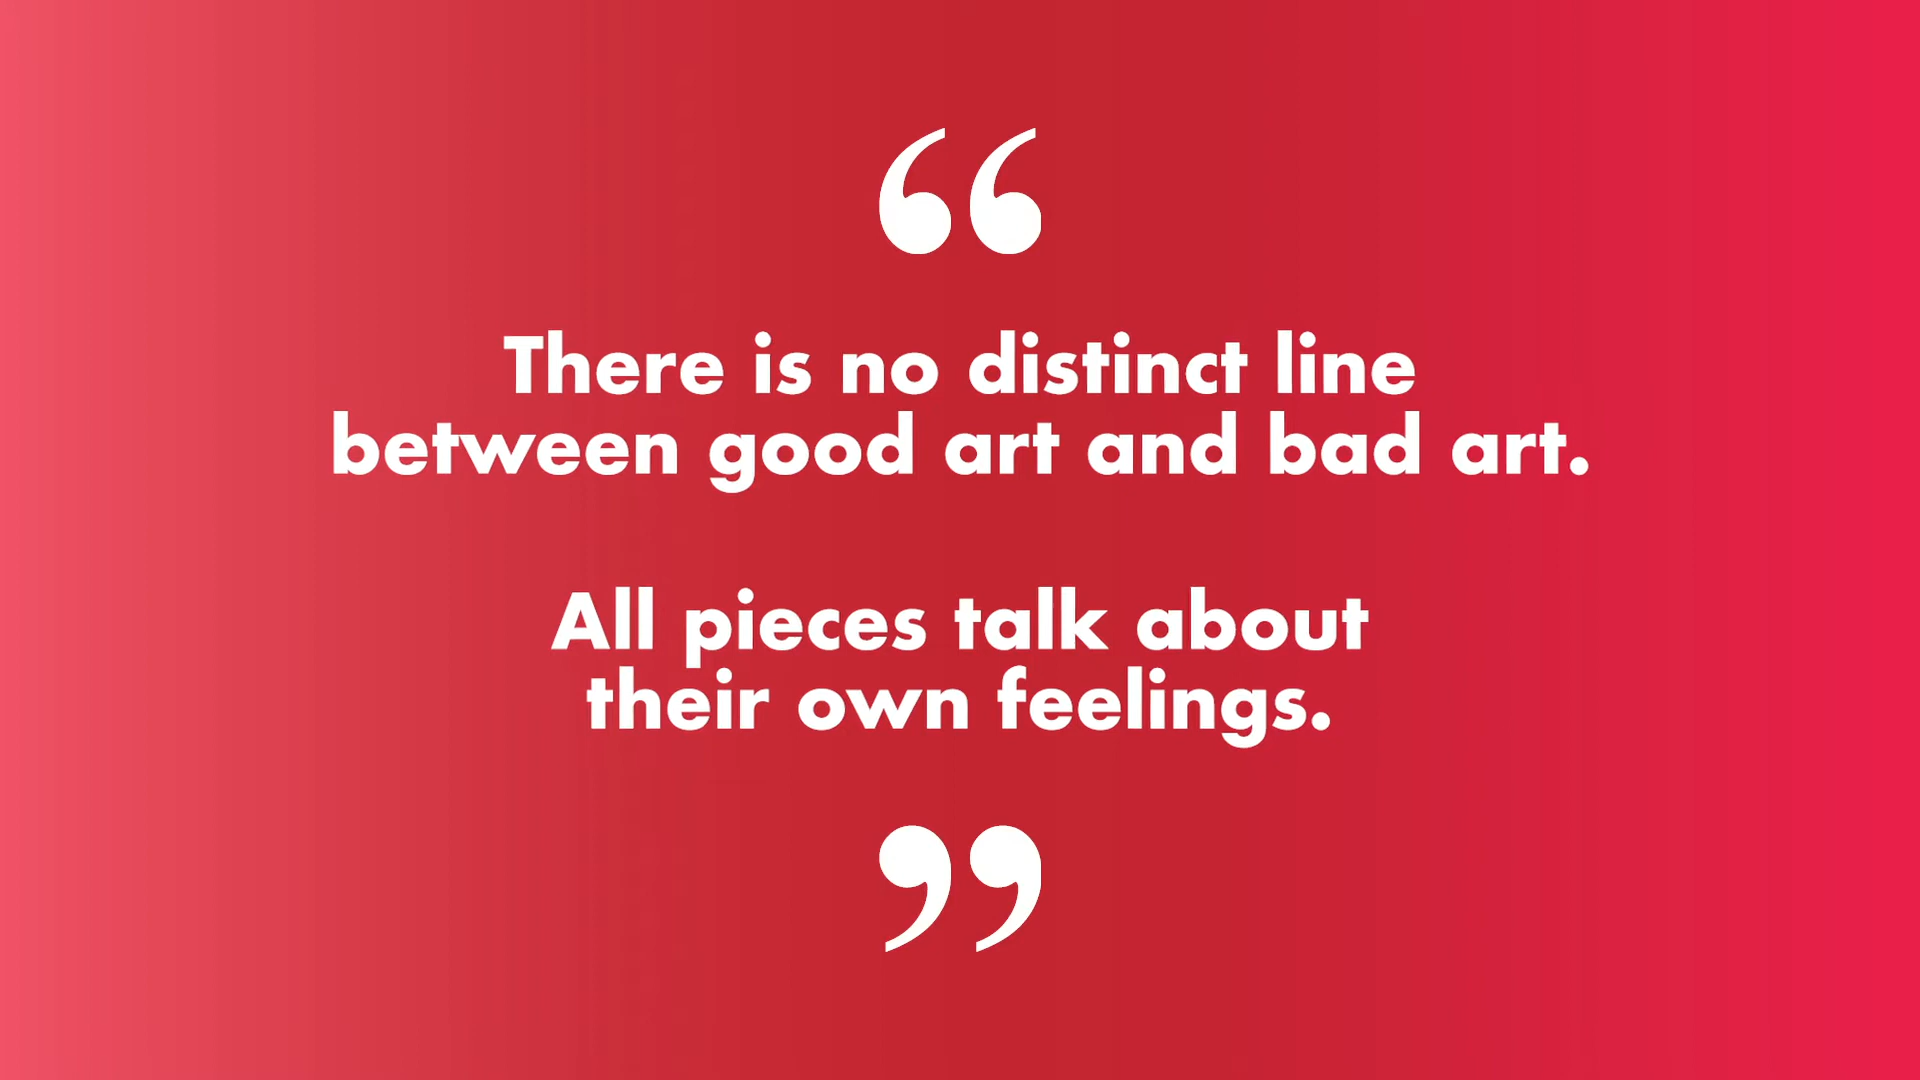 “
There is no distinct line
between good art and bad art.
All pieces talk about
their own feelings.
”